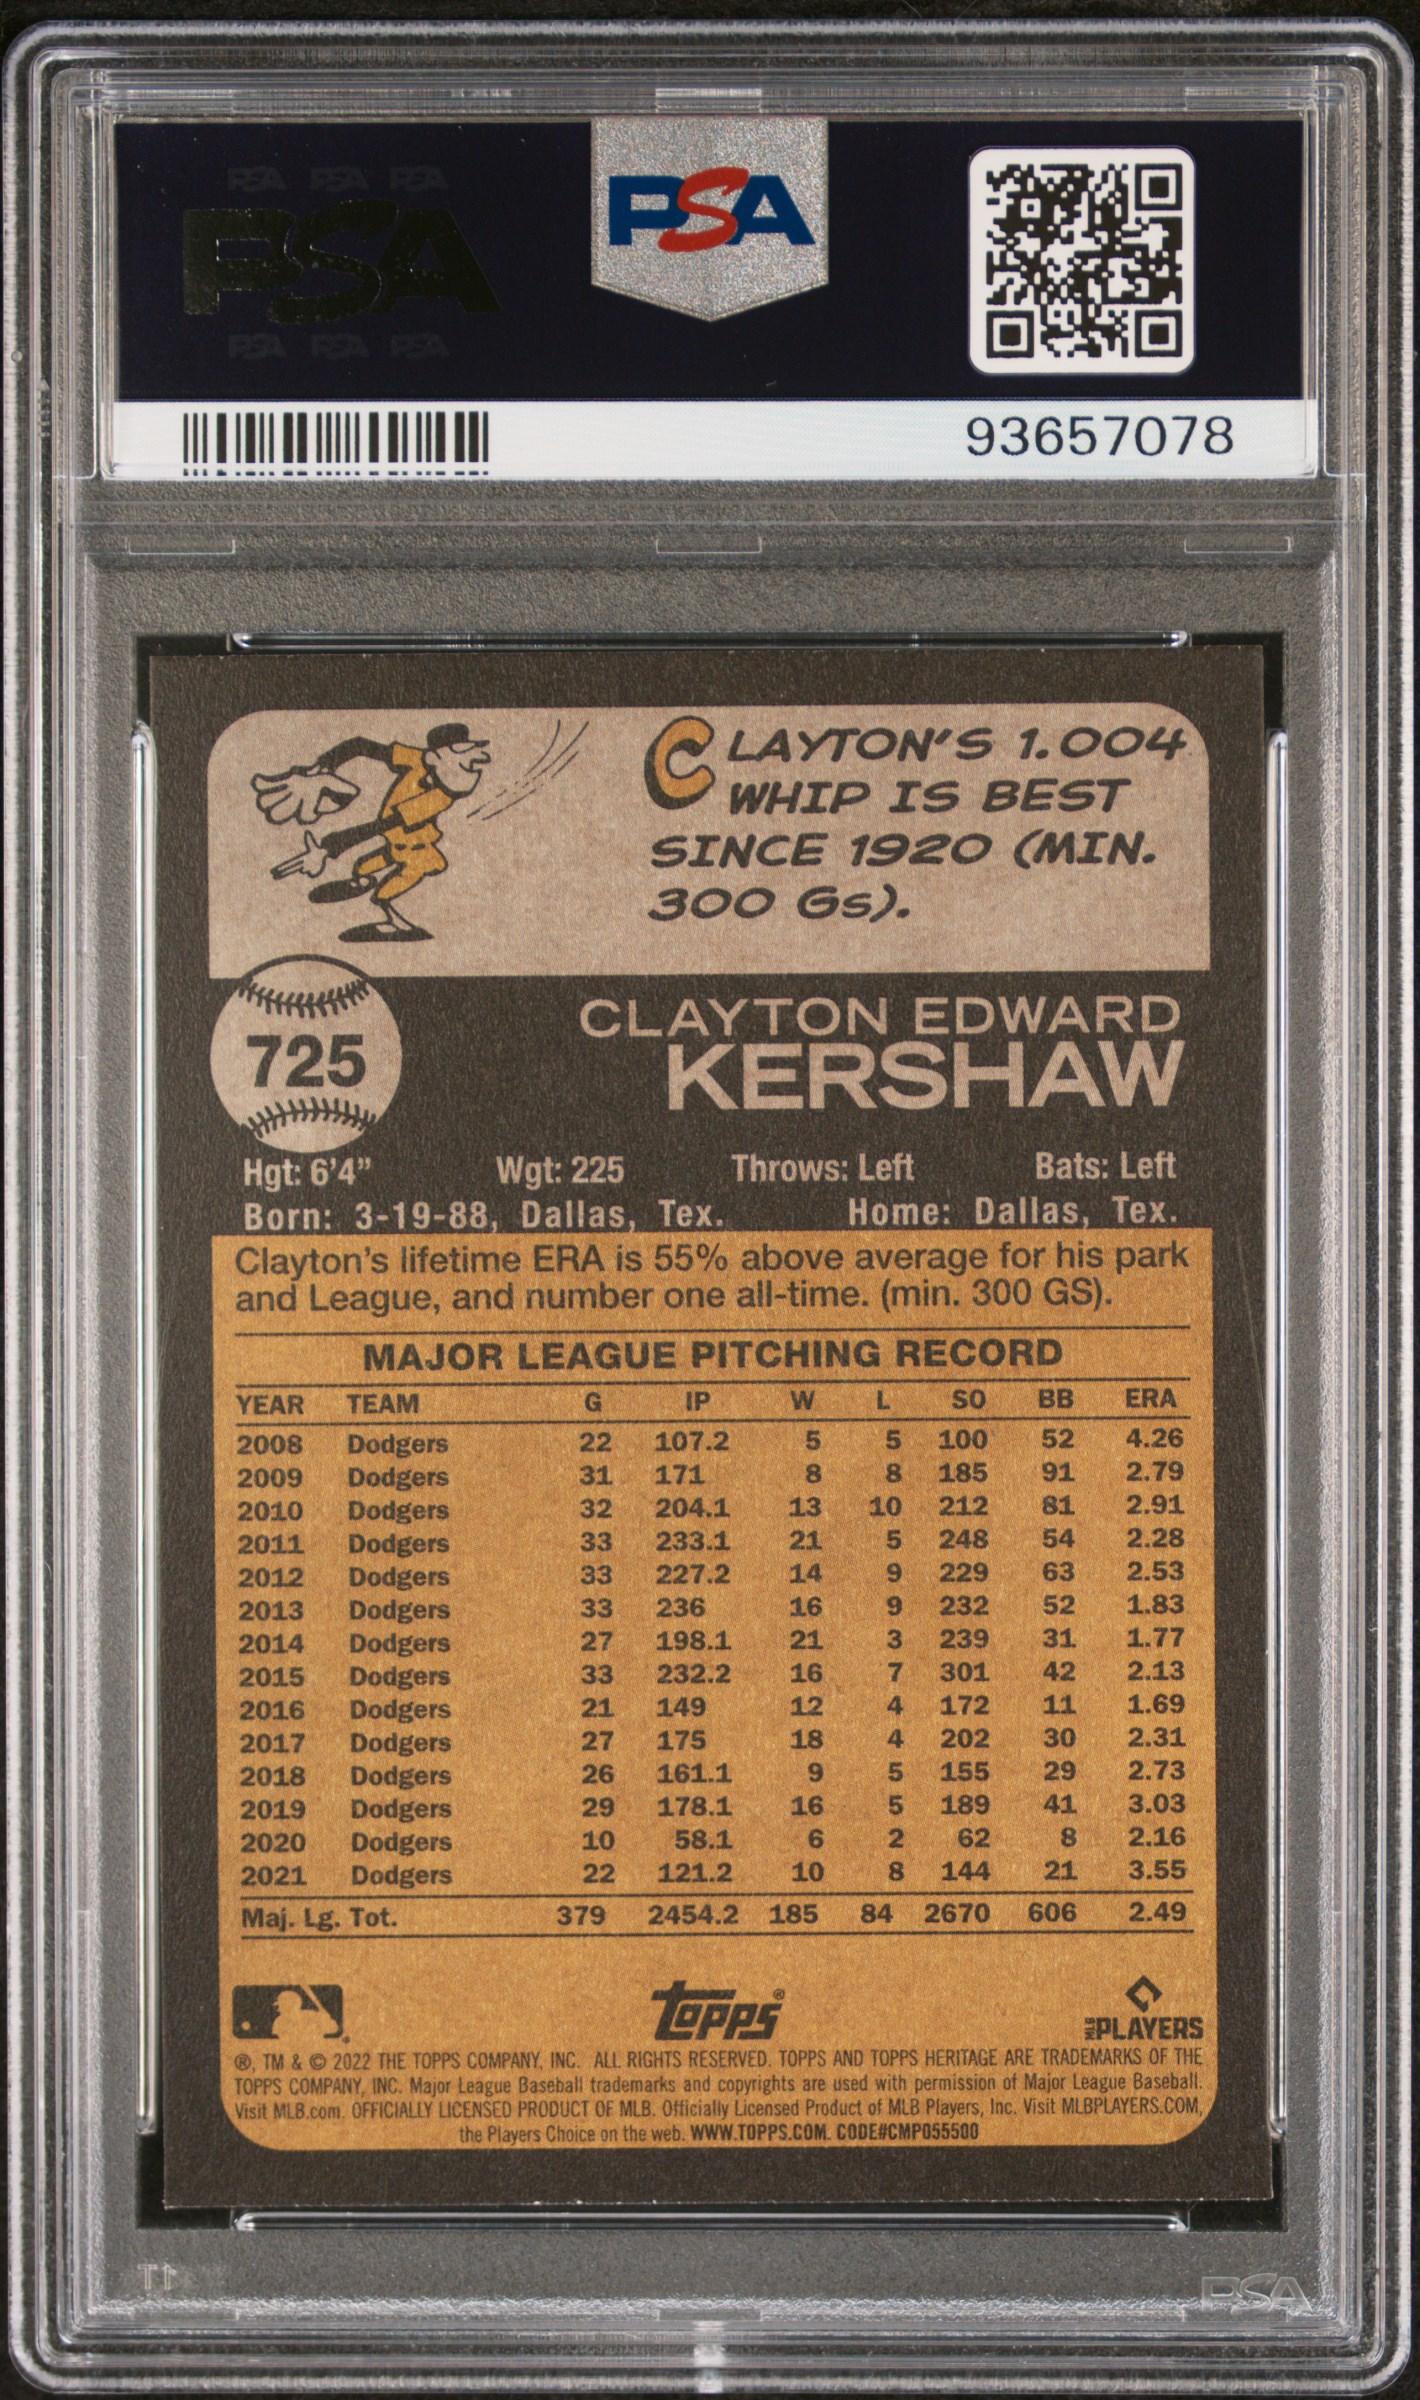 PSA PSA PSA
PSA
PSA PSA PSA
PSA
93657078
CLAYTON'S 1.004
WHIP IS BEST
SINCE 1920 (MIN.
300 GS).
725
CLAYTON EDWARD
KERSHAW
Hgt: 6'4" Wgt: 225 Throws: Left Bats: Left
Born: 3-19-88, Dallas, Tex. Home: Dallas, Tex.
Clayton's lifetime ERA is 55% above average for his park
and League, and number one all-time. (min. 300 GS).
MAJOR LEAGUE PITCHING RECORD
YEAR TEAM G IP W L SO BB ERA
2008 Dodgers 22 107.2 5 5 100 52 4.26
2009 Dodgers 31 171 8 8 185 91 2.79
2010 Dodgers 32 204.1 13 10 212 81 2.91
2011 Dodgers 33 233.1 21 5 248 54 2.28
2012 Dodgers 33 227.2 14 9 229 63 2.53
2013 Dodgers 33 236 16 9 232 52 1.83
2014 Dodgers 27 198.1 21 3 239 31 1.77
2015 Dodgers 33 232.2 16 7 301 42 2.13
2016 Dodgers 21 149 12 4 172 11 1.69
2017 Dodgers 27 175 18 4 202 30 2.31
2018 Dodgers 26 161.1 9 5 155 29 2.73
2019 Dodgers 29 178.1 16 5 189 41 3.03
2020 Dodgers 10 58.1 6 2 62 8 2.16
2021 Dodgers 22 121.2 10 8 144 21 3.55
Maj. Lg. Tot. 379 2454.2 185 84 2670 606 2.49
topps®
MLB PLAYERS
®, TM & © 2022 THE TOPPS COMPANY, INC. ALL RIGHTS RESERVED. TOPPS AND TOPPS HERITAGE ARE TRADEMARKS OF THE
TOPPS COMPANY, INC. Major League Baseball trademarks and copyrights are used with permission of Major League Baseball.
Visit MLB.com. OFFICIALLY LICENSED PRODUCT OF MLB. Officially Licensed Product of MLB Players, Inc. Visit MLBPLAYERS.COM,
the Players Choice on the web. WWW.TOPPS.COM. CODE#CMP055500
PSA